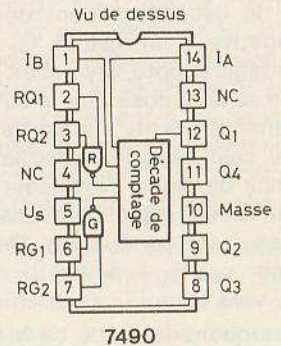 Vu de dessus
IB 1 14 IA
RQ1 2 13 NC
RQ2 3 12 Q1
R
NC 4 11 Q4
Décade de comptage
Us 5 10 Masse
G
RG1 6 9 Q2
RG2 7 8 Q3
7490